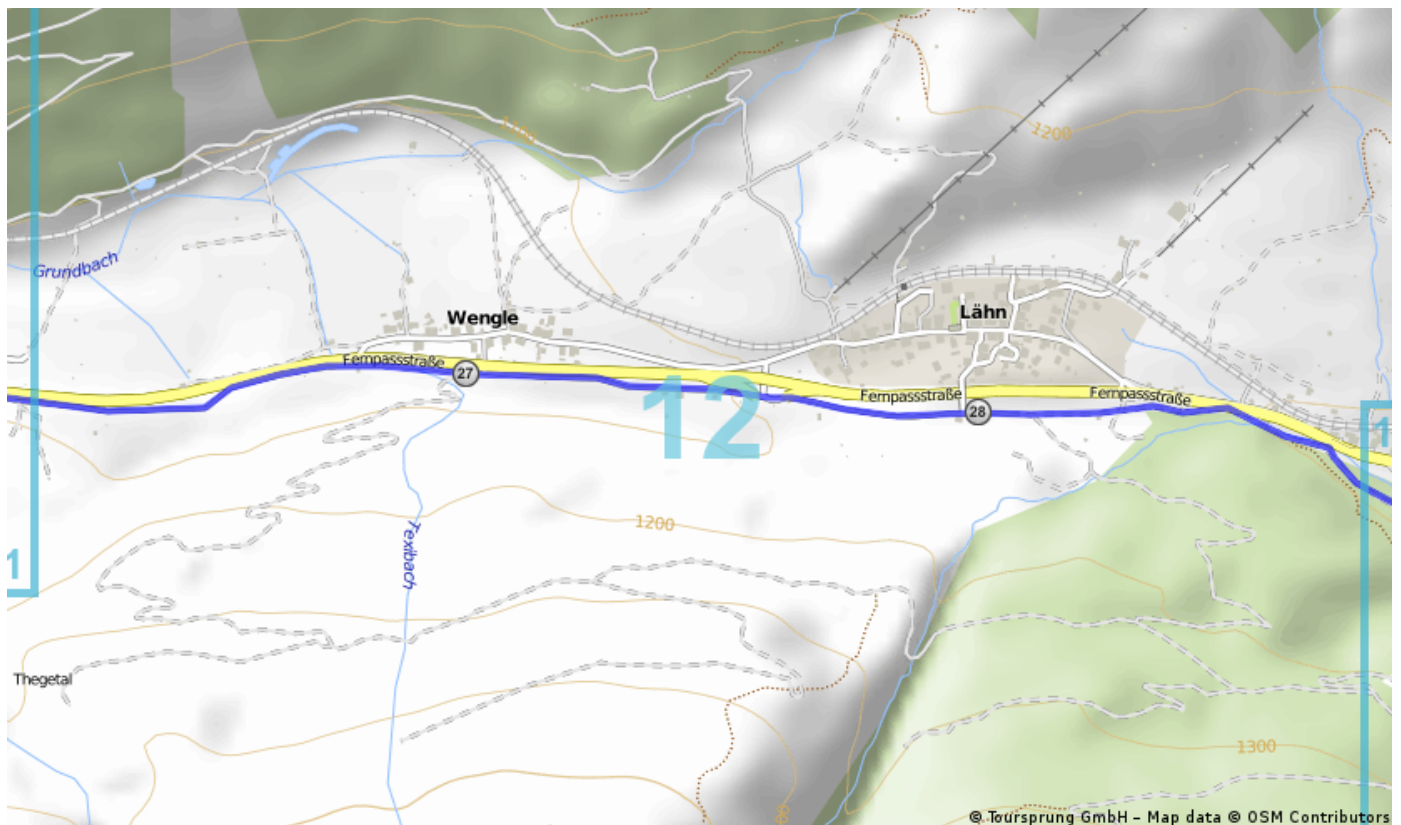 1200
1200
Grundbach
Wengle
Lähn
Fernpassstraße
27
12
Fernpassstraße
Fernpassstraße
28
1
1200
Texibach
1
Thegetal
1300
© Toursprung GmbH – Map data © OSM Contributors